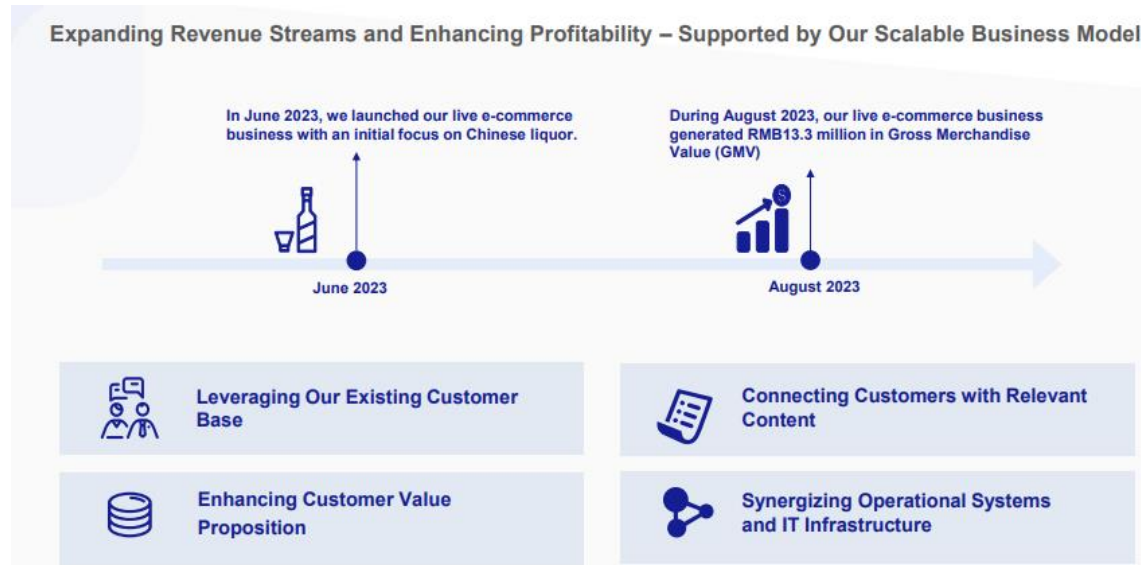 Expanding Revenue Streams and Enhancing Profitability – Supported by Our Scalable Business Model
In June 2023, we launched our live e-commerce
business with an initial focus on Chinese liquor.
During August 2023, our live e-commerce business
generated RMB13.3 million in Gross Merchandise
Value (GMV)
$
June 2023
August 2023
Leveraging Our Existing Customer
Base
Connecting Customers with Relevant
Content
Enhancing Customer Value
Proposition
Synergizing Operational Systems
and IT Infrastructure